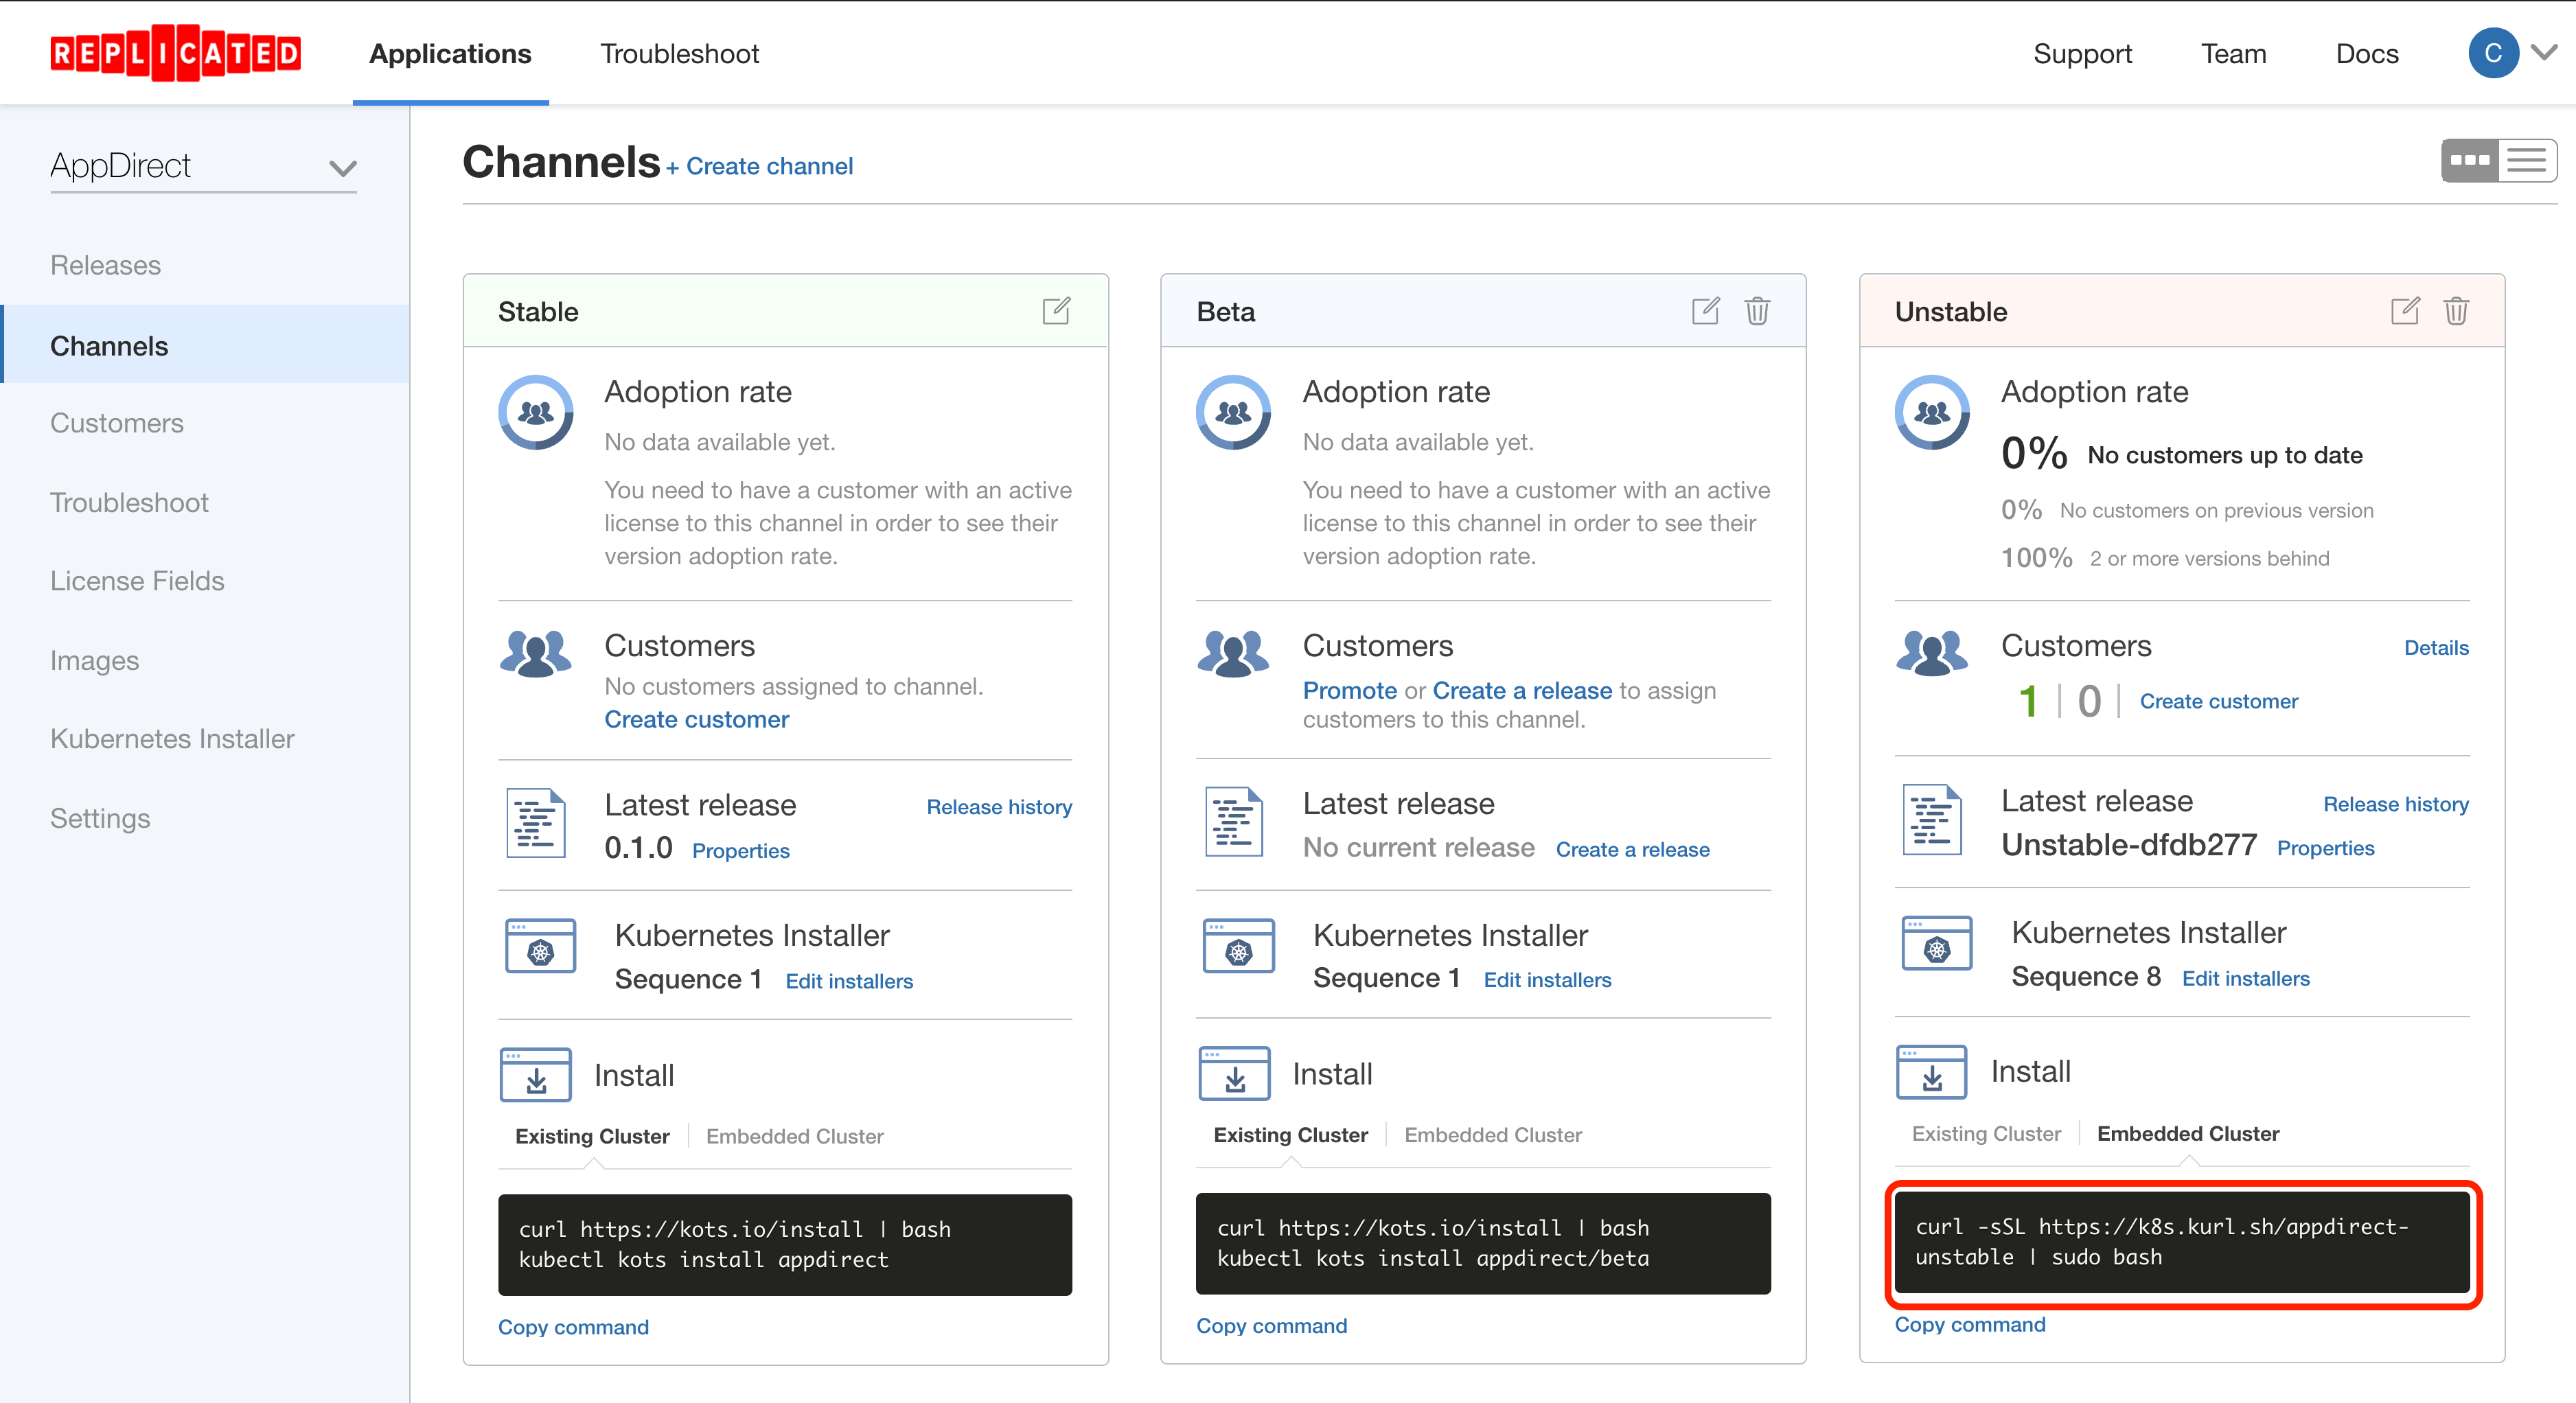 REPLICATED
Applications
Troubleshoot
Support
Team
Docs
C
AppDirect
Releases
Channels
Customers
Troubleshoot
License Fields
Images
Kubernetes Installer
Settings
Channels + Create channel
Stable
Adoption rate
No data available yet.
You need to have a customer with an active
license to this channel in order to see their
version adoption rate.
Customers
No customers assigned to channel.
Create customer
Latest release Release history
0.1.0 Properties
Kubernetes Installer
Sequence 1 Edit installers
Install
Existing Cluster Embedded Cluster
curl https://kots.io/install | bash
kubectl kots install appdirect
Copy command
Beta
Adoption rate
No data available yet.
You need to have a customer with an active
license to this channel in order to see their
version adoption rate.
Customers
Promote or Create a release to assign
customers to this channel.
Latest release
No current release Create a release
Kubernetes Installer
Sequence 1 Edit installers
Install
Existing Cluster Embedded Cluster
curl https://kots.io/install | bash
kubectl kots install appdirect/beta
Copy command
Unstable
Adoption rate
0% No customers up to date
0% No customers on previous version
100% 2 or more versions behind
Customers Details
1 | 0 | Create customer
Latest release Release history
Unstable-dfdb277 Properties
Kubernetes Installer
Sequence 8 Edit installers
Install
Existing Cluster Embedded Cluster
curl -sSL https://k8s.kurl.sh/appdirect-
unstable | sudo bash
Copy command